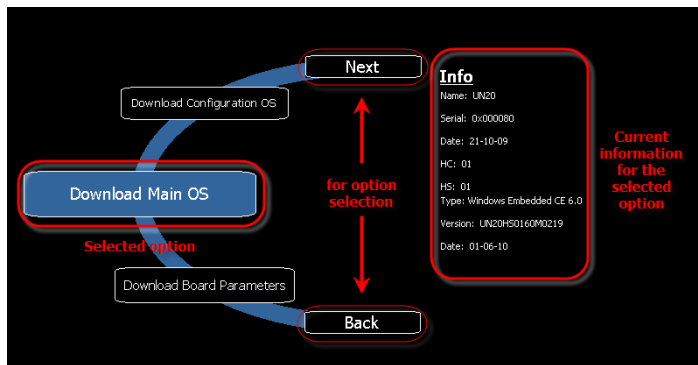 Next
Download Configuration OS
Download Main OS
Selected option
Download Board Parameters
Back
for option
selection
Info
Name: UN20
Serial: 0x000080
Date: 21-10-09
HC: 01
HS: 01
Type: Windows Embedded CE 6.0
Version: UN20HS0160M0219
Date: 01-06-10
Current
information
for the
selected
option